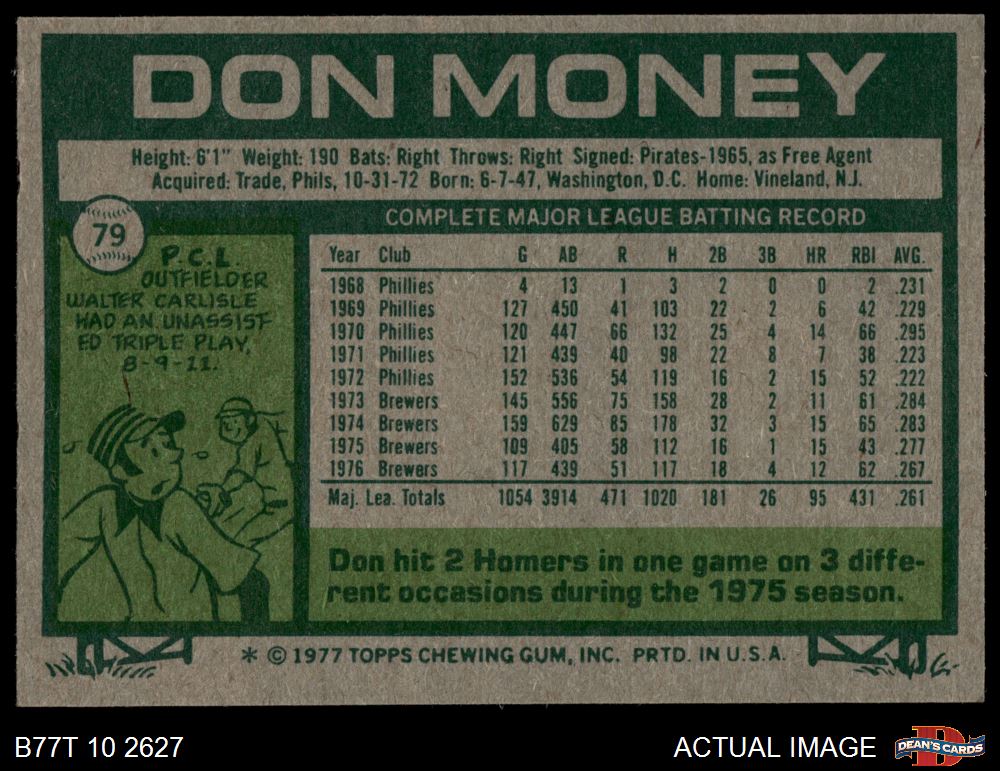 DON MONEY
Height: 6'1" Weight: 190 Bats: Right Throws: Right Signed: Pirates-1965, as Free Agent
Acquired: Trade, Phils, 10-31-72 Born: 6-7-47, Washington, D.C. Home: Vineland, N.J.
79
P.C.L.
OUTFIELDER
WALTER CARLISLE
HAD AN UNASSIST-
ED TRIPLE PLAY,
8-9-11.
COMPLETE MAJOR LEAGUE BATTING RECORD
Year Club G AB R H 2B 3B HR RBI AVG.
1968 Phillies 4 13 1 3 2 0 0 2 .231
1969 Phillies 127 450 41 103 22 2 6 42 .229
1970 Phillies 120 447 66 132 25 4 14 66 .295
1971 Phillies 121 439 40 98 22 8 7 38 .223
1972 Phillies 152 536 54 119 16 2 15 52 .222
1973 Brewers 145 556 75 158 28 2 11 61 .284
1974 Brewers 159 629 85 178 32 3 15 65 .283
1975 Brewers 109 405 58 112 16 1 15 43 .277
1976 Brewers 117 439 51 117 18 4 12 62 .267
Maj. Lea. Totals 1054 3914 471 1020 181 26 95 431 .261
Don hit 2 Homers in one game on 3 diffe-
rent occasions during the 1975 season.
* © 1977 TOPPS CHEWING GUM, INC. PRTD. IN U.S.A.
B77T 10 2627
ACTUAL IMAGE
DEAN'S CARDS